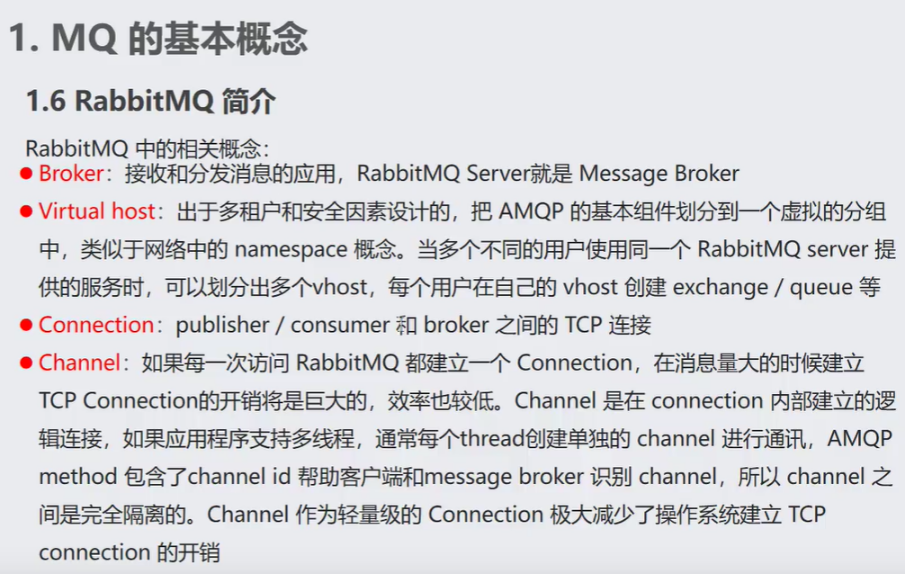 1. MQ 的基本概念
1.6 RabbitMQ 简介
RabbitMQ 中的相关概念：
● Broker：接收和分发消息的应用，RabbitMQ Server就是 Message Broker
● Virtual host：出于多租户和安全因素设计的，把 AMQP 的基本组件划分到一个虚拟的分组
中，类似于网络中的 namespace 概念。当多个不同的用户使用同一个 RabbitMQ server 提
供的服务时，可以划分出多个vhost，每个用户在自己的 vhost 创建 exchange / queue 等
● Connection：publisher / consumer 和 broker 之间的 TCP 连接
● Channel：如果每一次访问 RabbitMQ 都建立一个 Connection，在消息量大的时候建立
TCP Connection的开销将是巨大的，效率也较低。Channel 是在 connection 内部建立的逻
辑连接，如果应用程序支持多线程，通常每个thread创建单独的 channel 进行通讯，AMQP
method 包含了channel id 帮助客户端和message broker 识别 channel，所以 channel 之
间是完全隔离的。Channel 作为轻量级的 Connection 极大减少了操作系统建立 TCP
connection 的开销